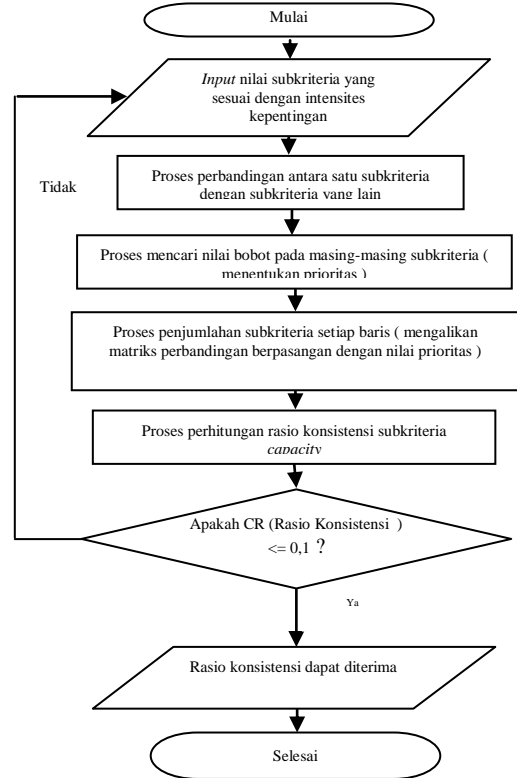 Mulai
Input nilai subkriteria yang
sesuai dengan intensites
kepentingan
Proses perbandingan antara satu subkriteria
dengan subkriteria yang lain
Tidak
Proses mencari nilai bobot pada masing-masing subkriteria (
menentukan prioritas )
Proses penjumlahan subkriteria setiap baris ( mengalikan
matriks perbandingan berpasangan dengan nilai prioritas )
Proses perhitungan rasio konsistensi subkriteria
capacity
Apakah CR (Rasio Konsistensi )
<= 0,1 ?
Ya
Rasio konsistensi dapat diterima
Selesai